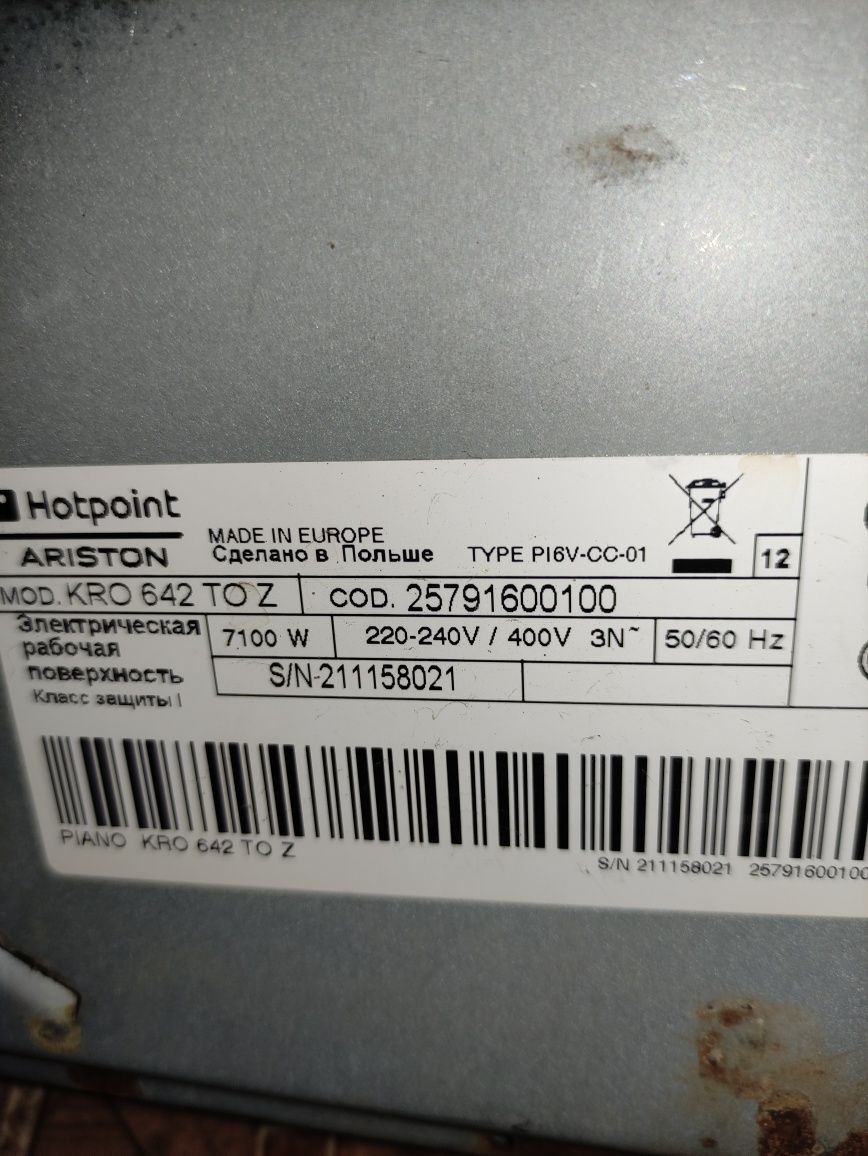 Hotpoint
ARISTON
MADE IN EUROPE
Сделано в Польше
TYPE PI6V-CC-01
12
MOD. KRO 642 TO Z
COD. 25791600100
Электрическая
рабочая
поверхность
Класс защиты I
7100 W
220-240V / 400V 3N~
50/60 Hz
S/N-211158021
PIANO KRO 642 TO Z
S/N 211158021 25791600100